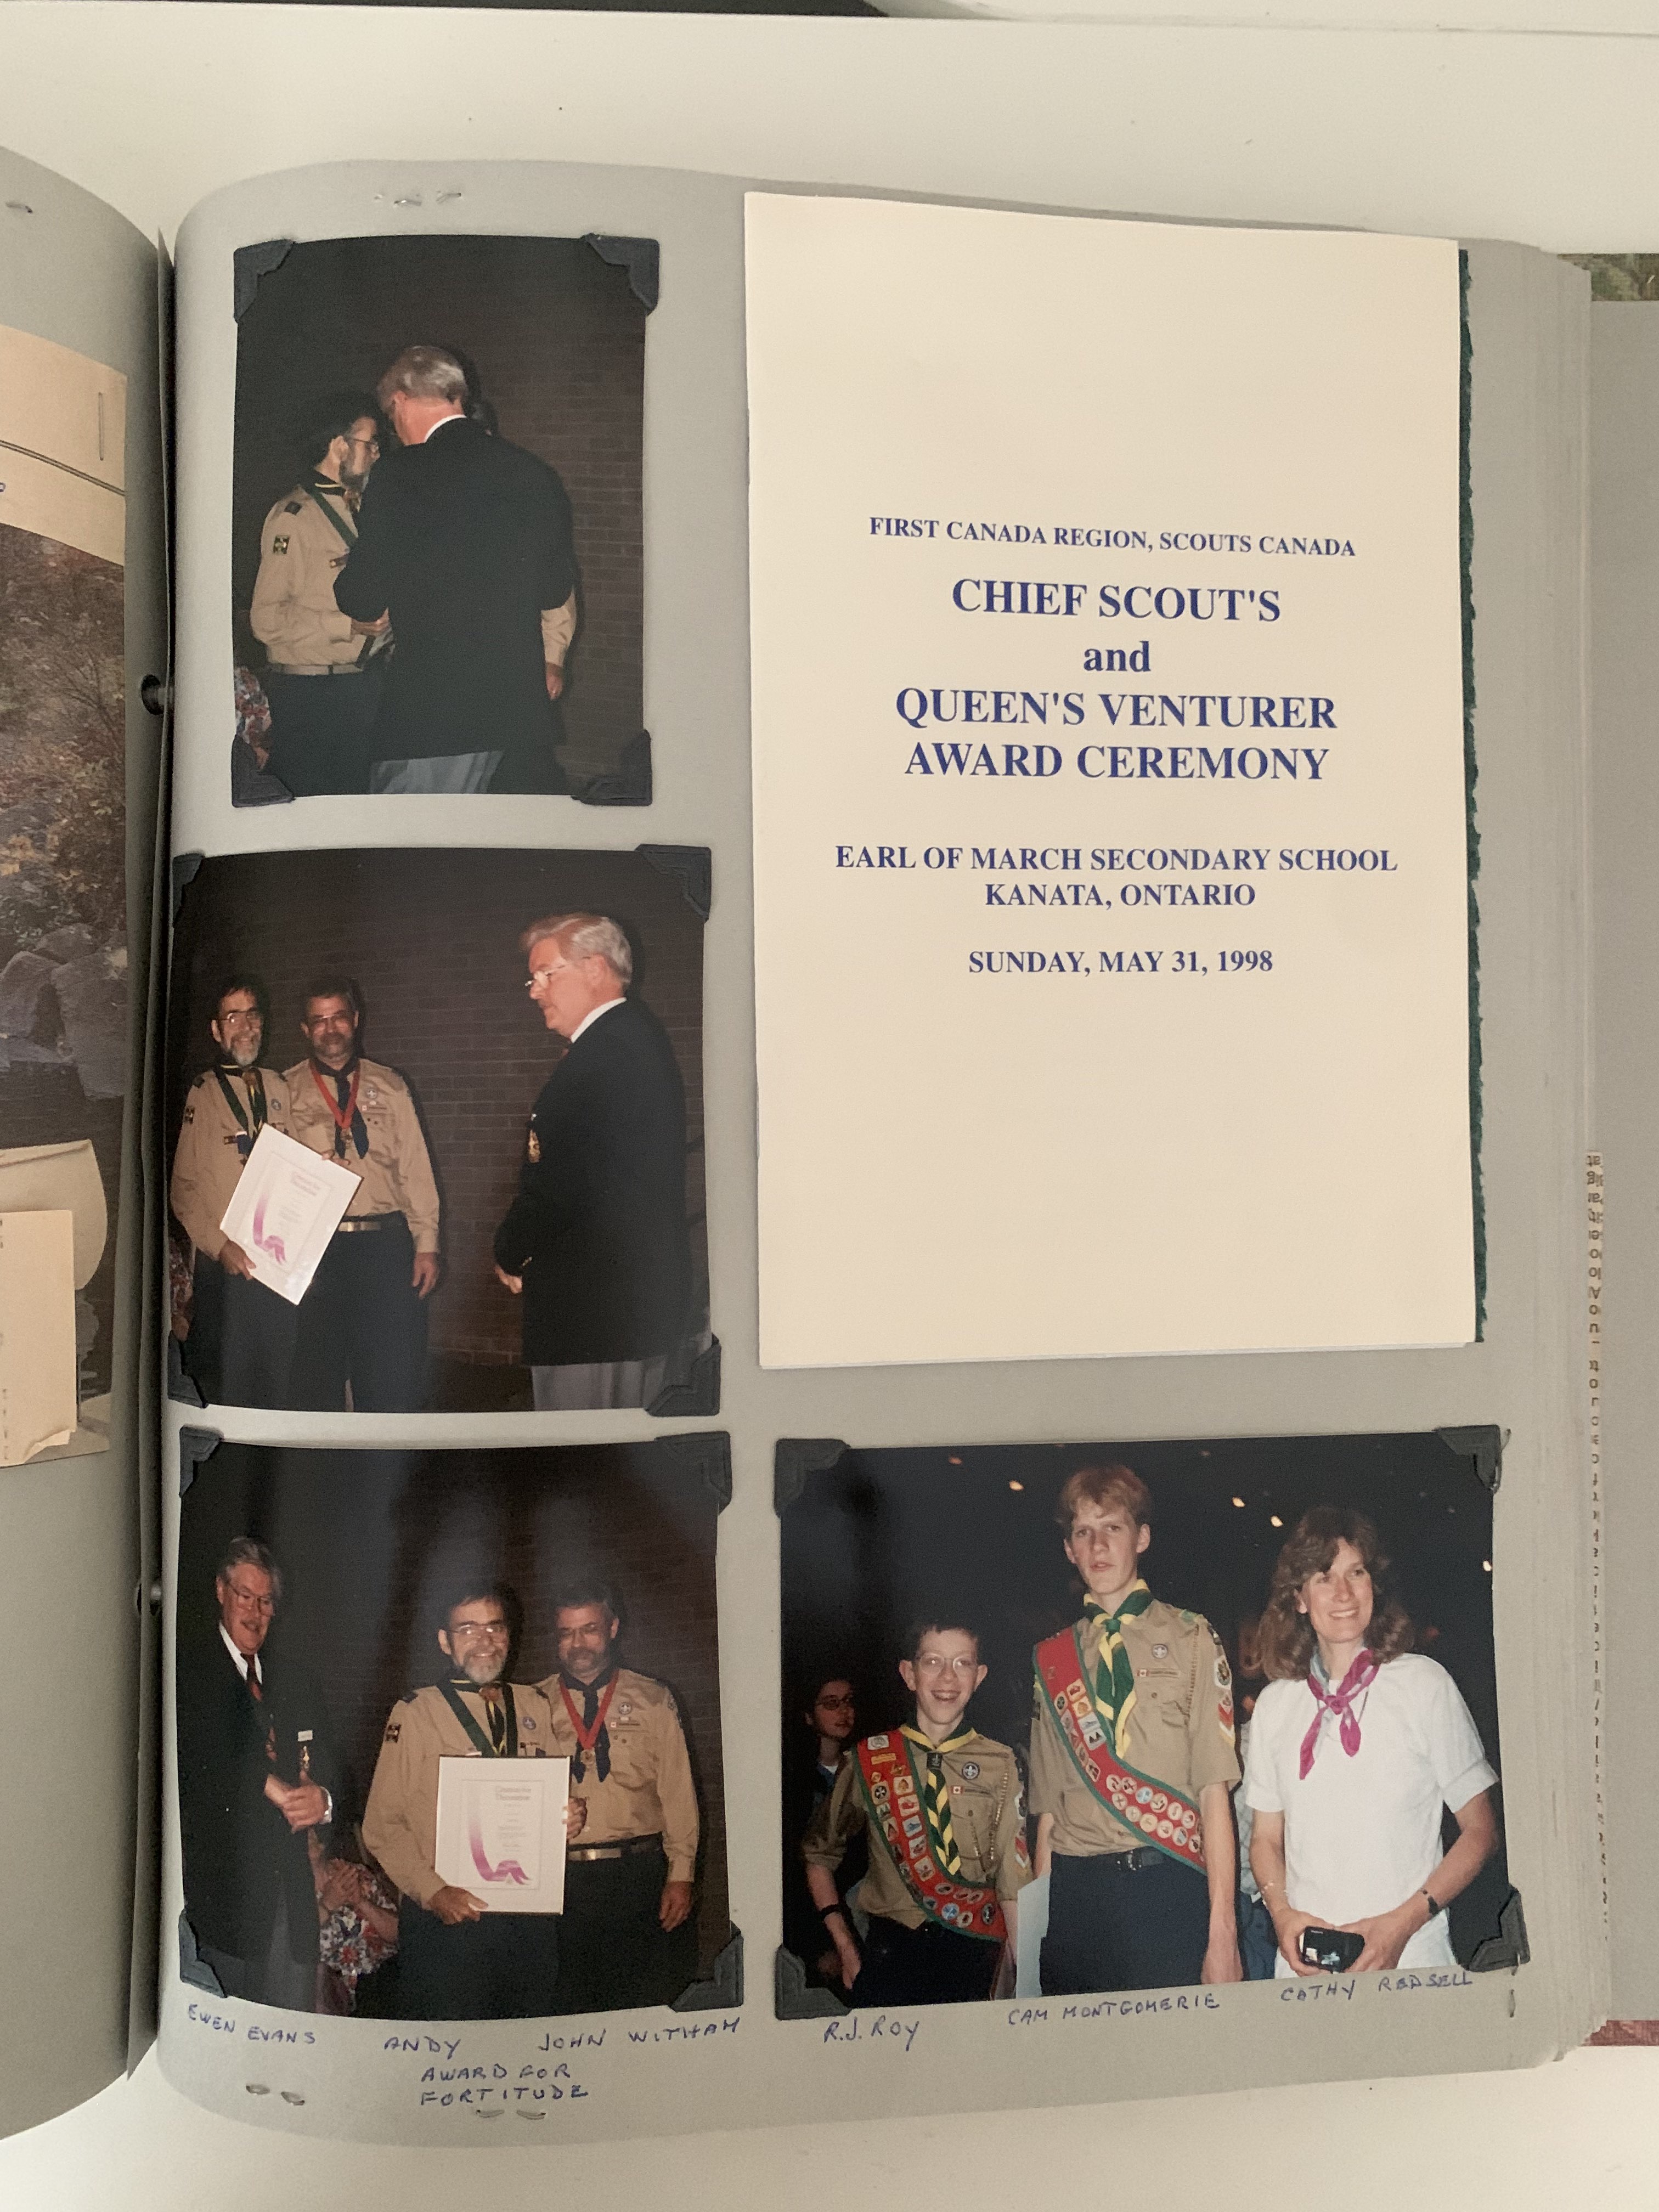 FIRST CANADA REGION, SCOUTS CANADA
CHIEF SCOUT'S
and
QUEEN'S VENTURER
AWARD CEREMONY
EARL OF MARCH SECONDARY SCHOOL
KANATA, ONTARIO
SUNDAY, MAY 31, 1998
EWEN EVANS ANDY JOHN WITHAM
AWARD FOR
FORTITUDE
R.J. ROY CAM MONTGOMERIE CATHY REDSELL